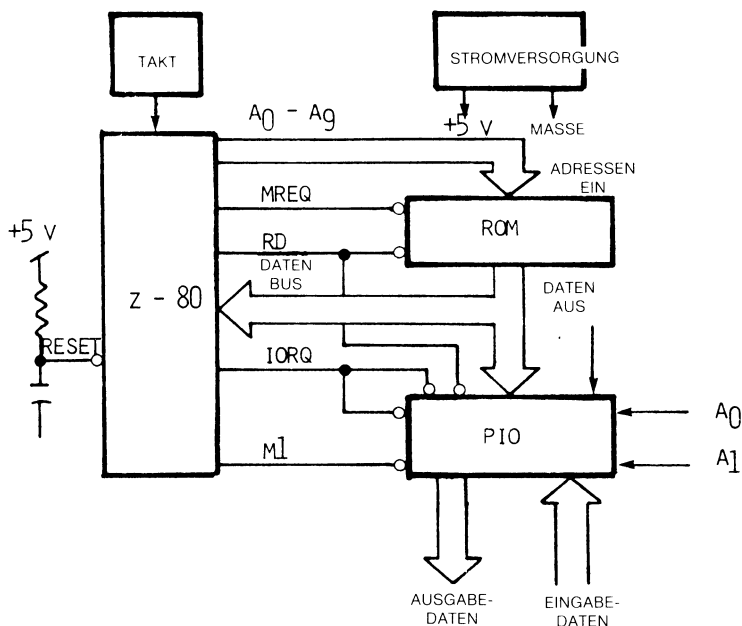 TAKT
STROMVERSORGUNG
A0 - A9
+5 V
MASSE
ADRESSEN
EIN
MREQ
ROM
+5 V
RD
DATEN
BUS
DATEN
AUS
Z - 80
RESET
IORQ
A0
PIO
M1
A1
AUSGABE-
DATEN
EINGABE-
DATEN